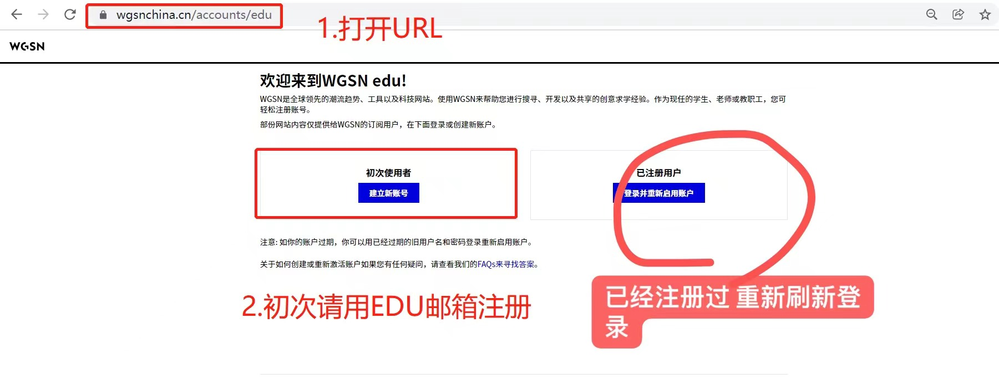 wgsnchina.cn/accounts/edu
1.打开URL
WGSN
欢迎来到WGSN edu!
WGSN是全球领先的潮流趋势、工具以及科技网站。使用WGSN来帮助您进行搜寻、开发以及共享的创意求学经验。作为现任的学生、老师或教职工，您可
轻松注册账号。
部份网站内容仅提供给WGSN的订阅用户，在下面登录或创建新账户。
初次使用者
建立新账号
已注册用户
登录并重新启用账户
注意: 如你的账户过期，你可以用已经过期的旧用户名和密码登录重新启用账户。
关于如何创建或重新激活账户如果您有任何疑问，请查看我们的FAQs来寻找答案。
2.初次请用EDU邮箱注册
已经注册过 重新刷新登
录